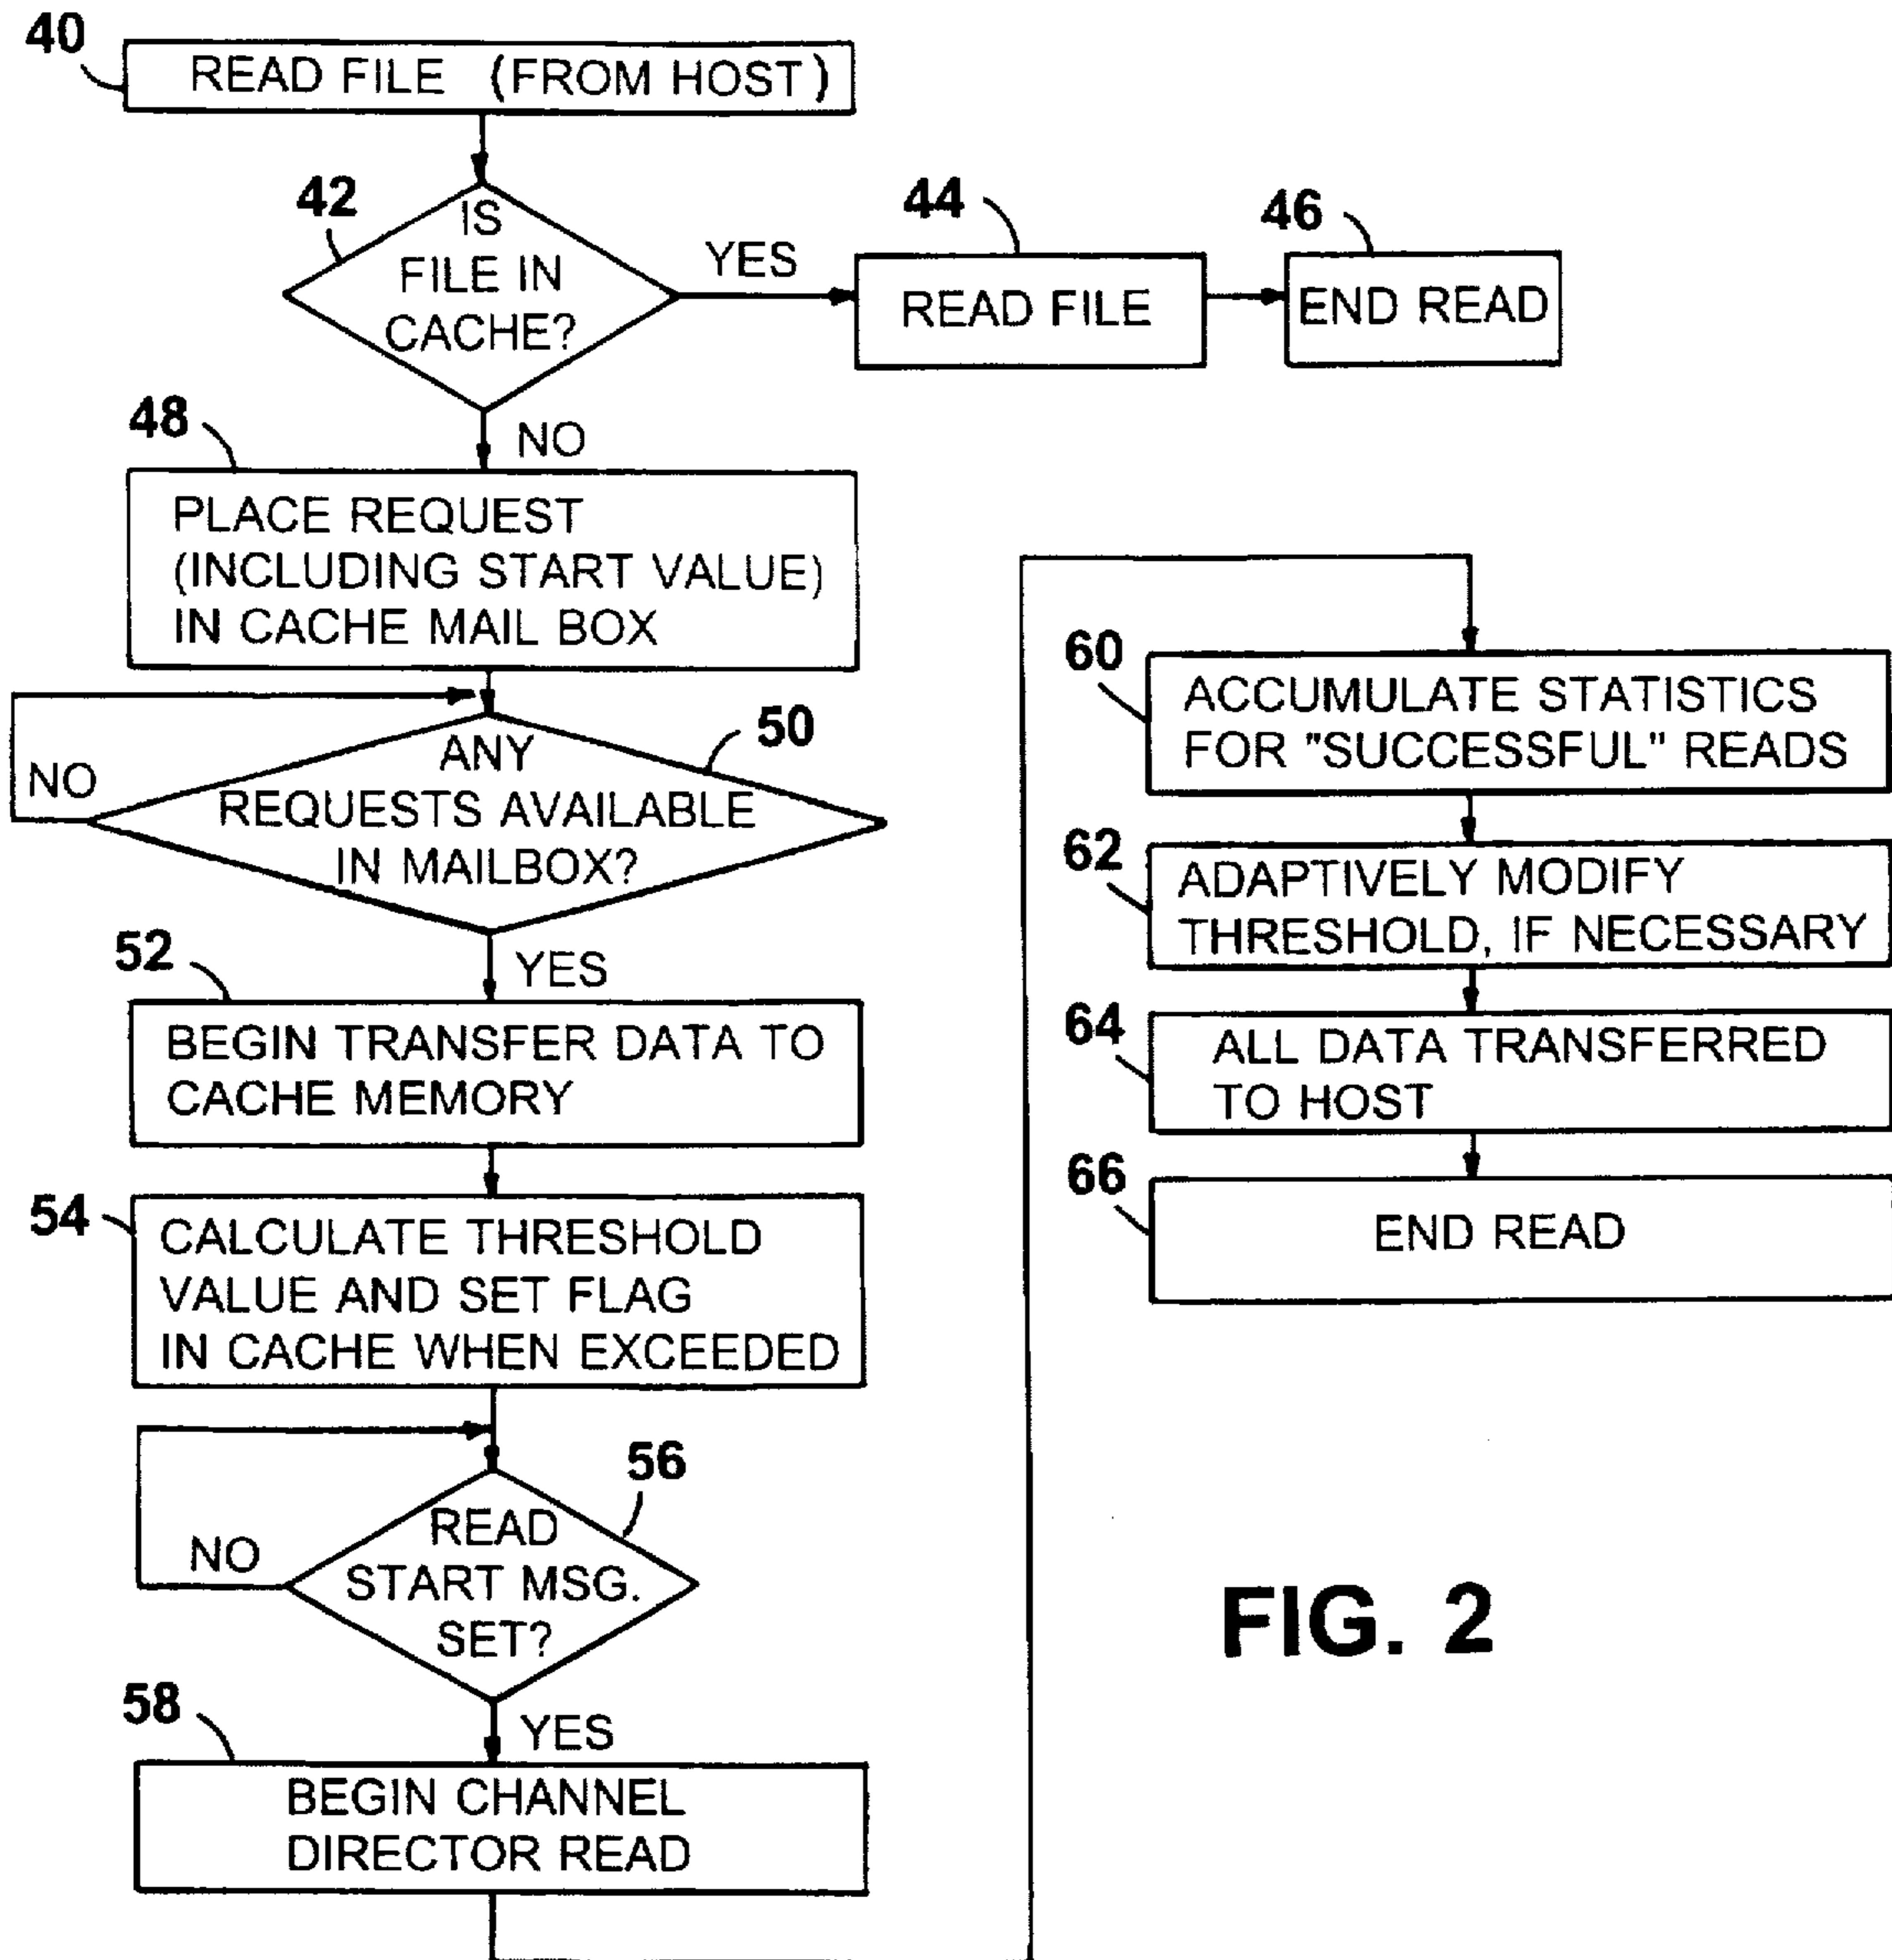 40
READ FILE (FROM HOST)
42
IS
FILE IN
CACHE?
YES
44
READ FILE
46
END READ
NO
48
PLACE REQUEST
(INCLUDING START VALUE)
IN CACHE MAIL BOX
50
ANY
REQUESTS AVAILABLE
IN MAILBOX?
NO
YES
52
BEGIN TRANSFER DATA TO
CACHE MEMORY
54
CALCULATE THRESHOLD
VALUE AND SET FLAG
IN CACHE WHEN EXCEEDED
56
READ
START MSG.
SET?
NO
YES
58
BEGIN CHANNEL
DIRECTOR READ
60
ACCUMULATE STATISTICS
FOR "SUCCESSFUL" READS
62
ADAPTIVELY MODIFY
THRESHOLD, IF NECESSARY
64
ALL DATA TRANSFERRED
TO HOST
66
END READ
FIG. 2